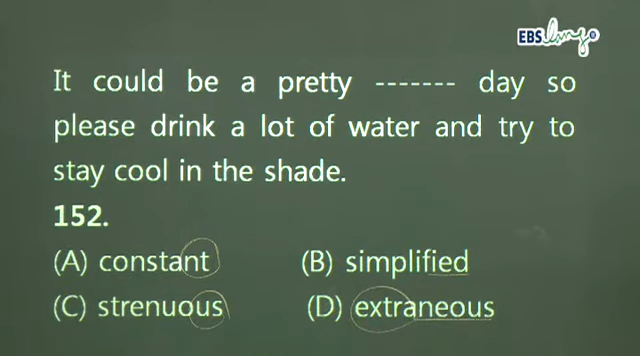 EBS lang
It could be a pretty ------- day so
please drink a lot of water and try to
stay cool in the shade.
152.
(A) constant (B) simplified
(C) strenuous (D) extraneous